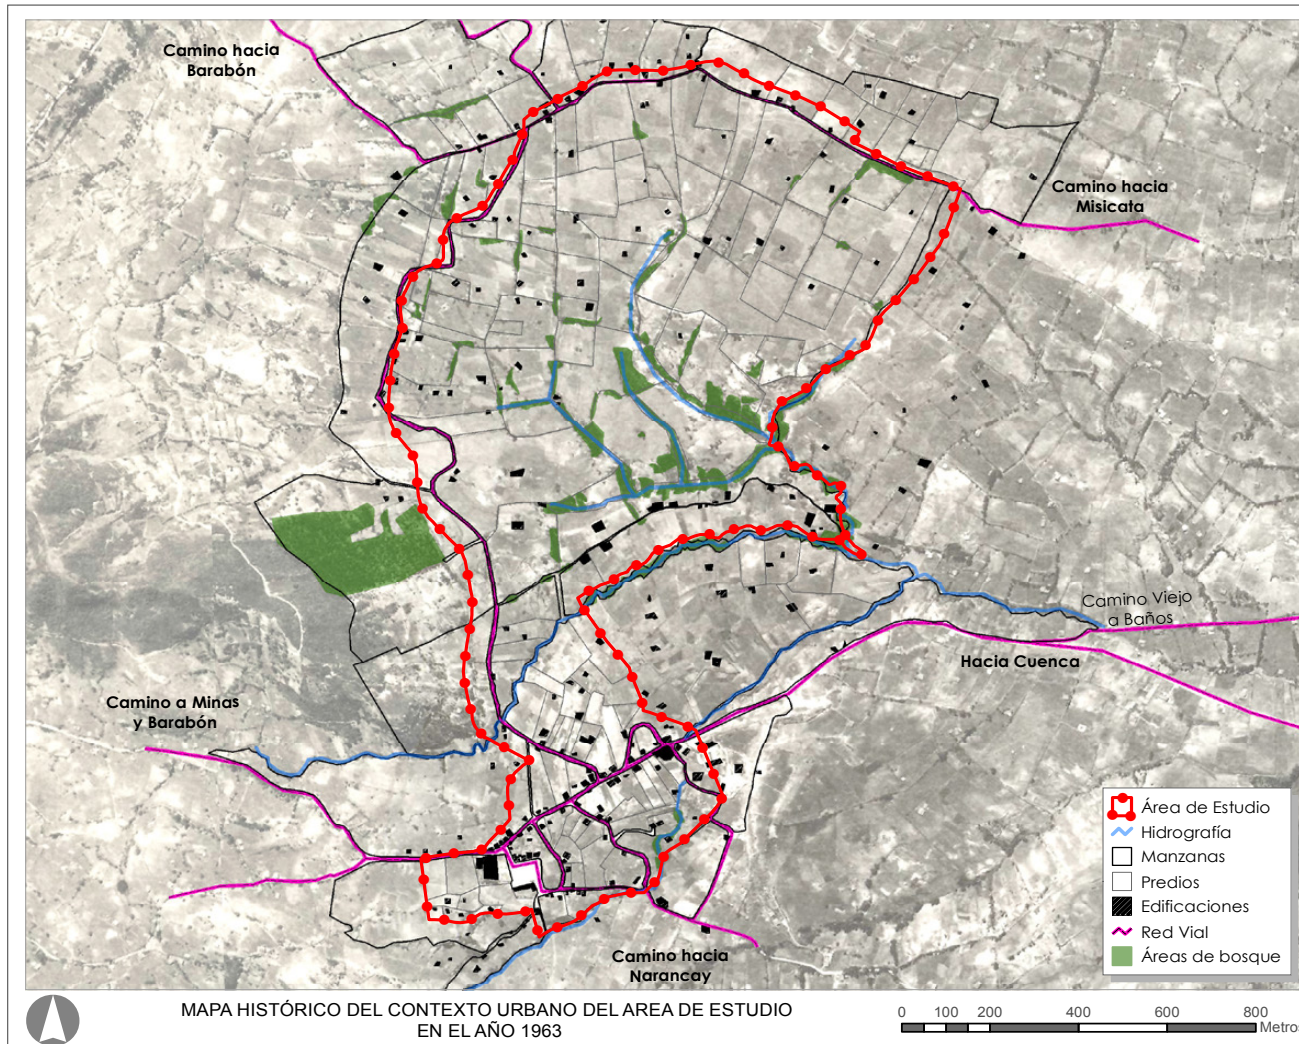 Camino hacia
Barabón
Camino hacia
Misicata
Camino Viejo
a Baños
Hacia Cuenca
Camino a Minas
y Barabón
Camino hacia
Narancay
Área de Estudio
Hidrografía
Manzanas
Predios
Edificaciones
Red Vial
Áreas de bosque
MAPA HISTÓRICO DEL CONTEXTO URBANO DEL AREA DE ESTUDIO
EN EL AÑO 1963
0 100 200 400 600 800
Metros